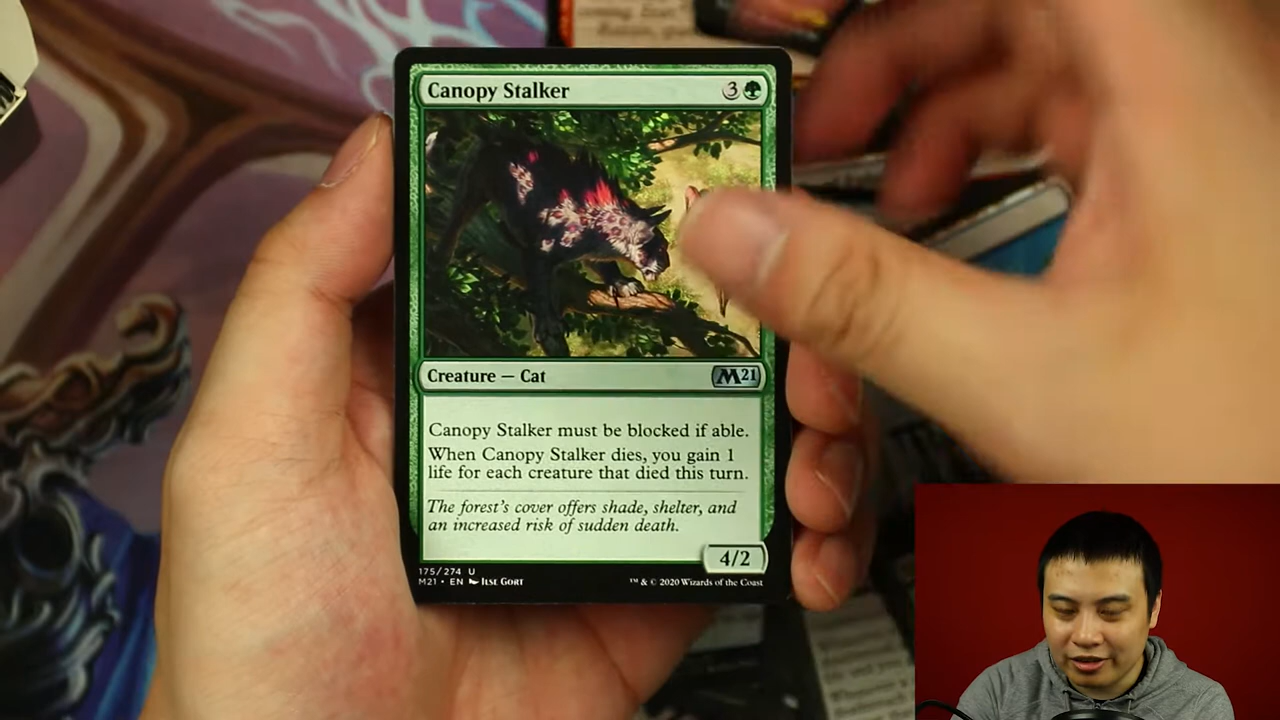 Canopy Stalker 3
Creature — Cat M21
Canopy Stalker must be blocked if able.
When Canopy Stalker dies, you gain 1
life for each creature that died this turn.
The forest's cover offers shade, shelter, and
an increased risk of sudden death.
4/2
175/274 U
M21 • EN ILSE GORT ™ & © 2020 Wizards of the Coast